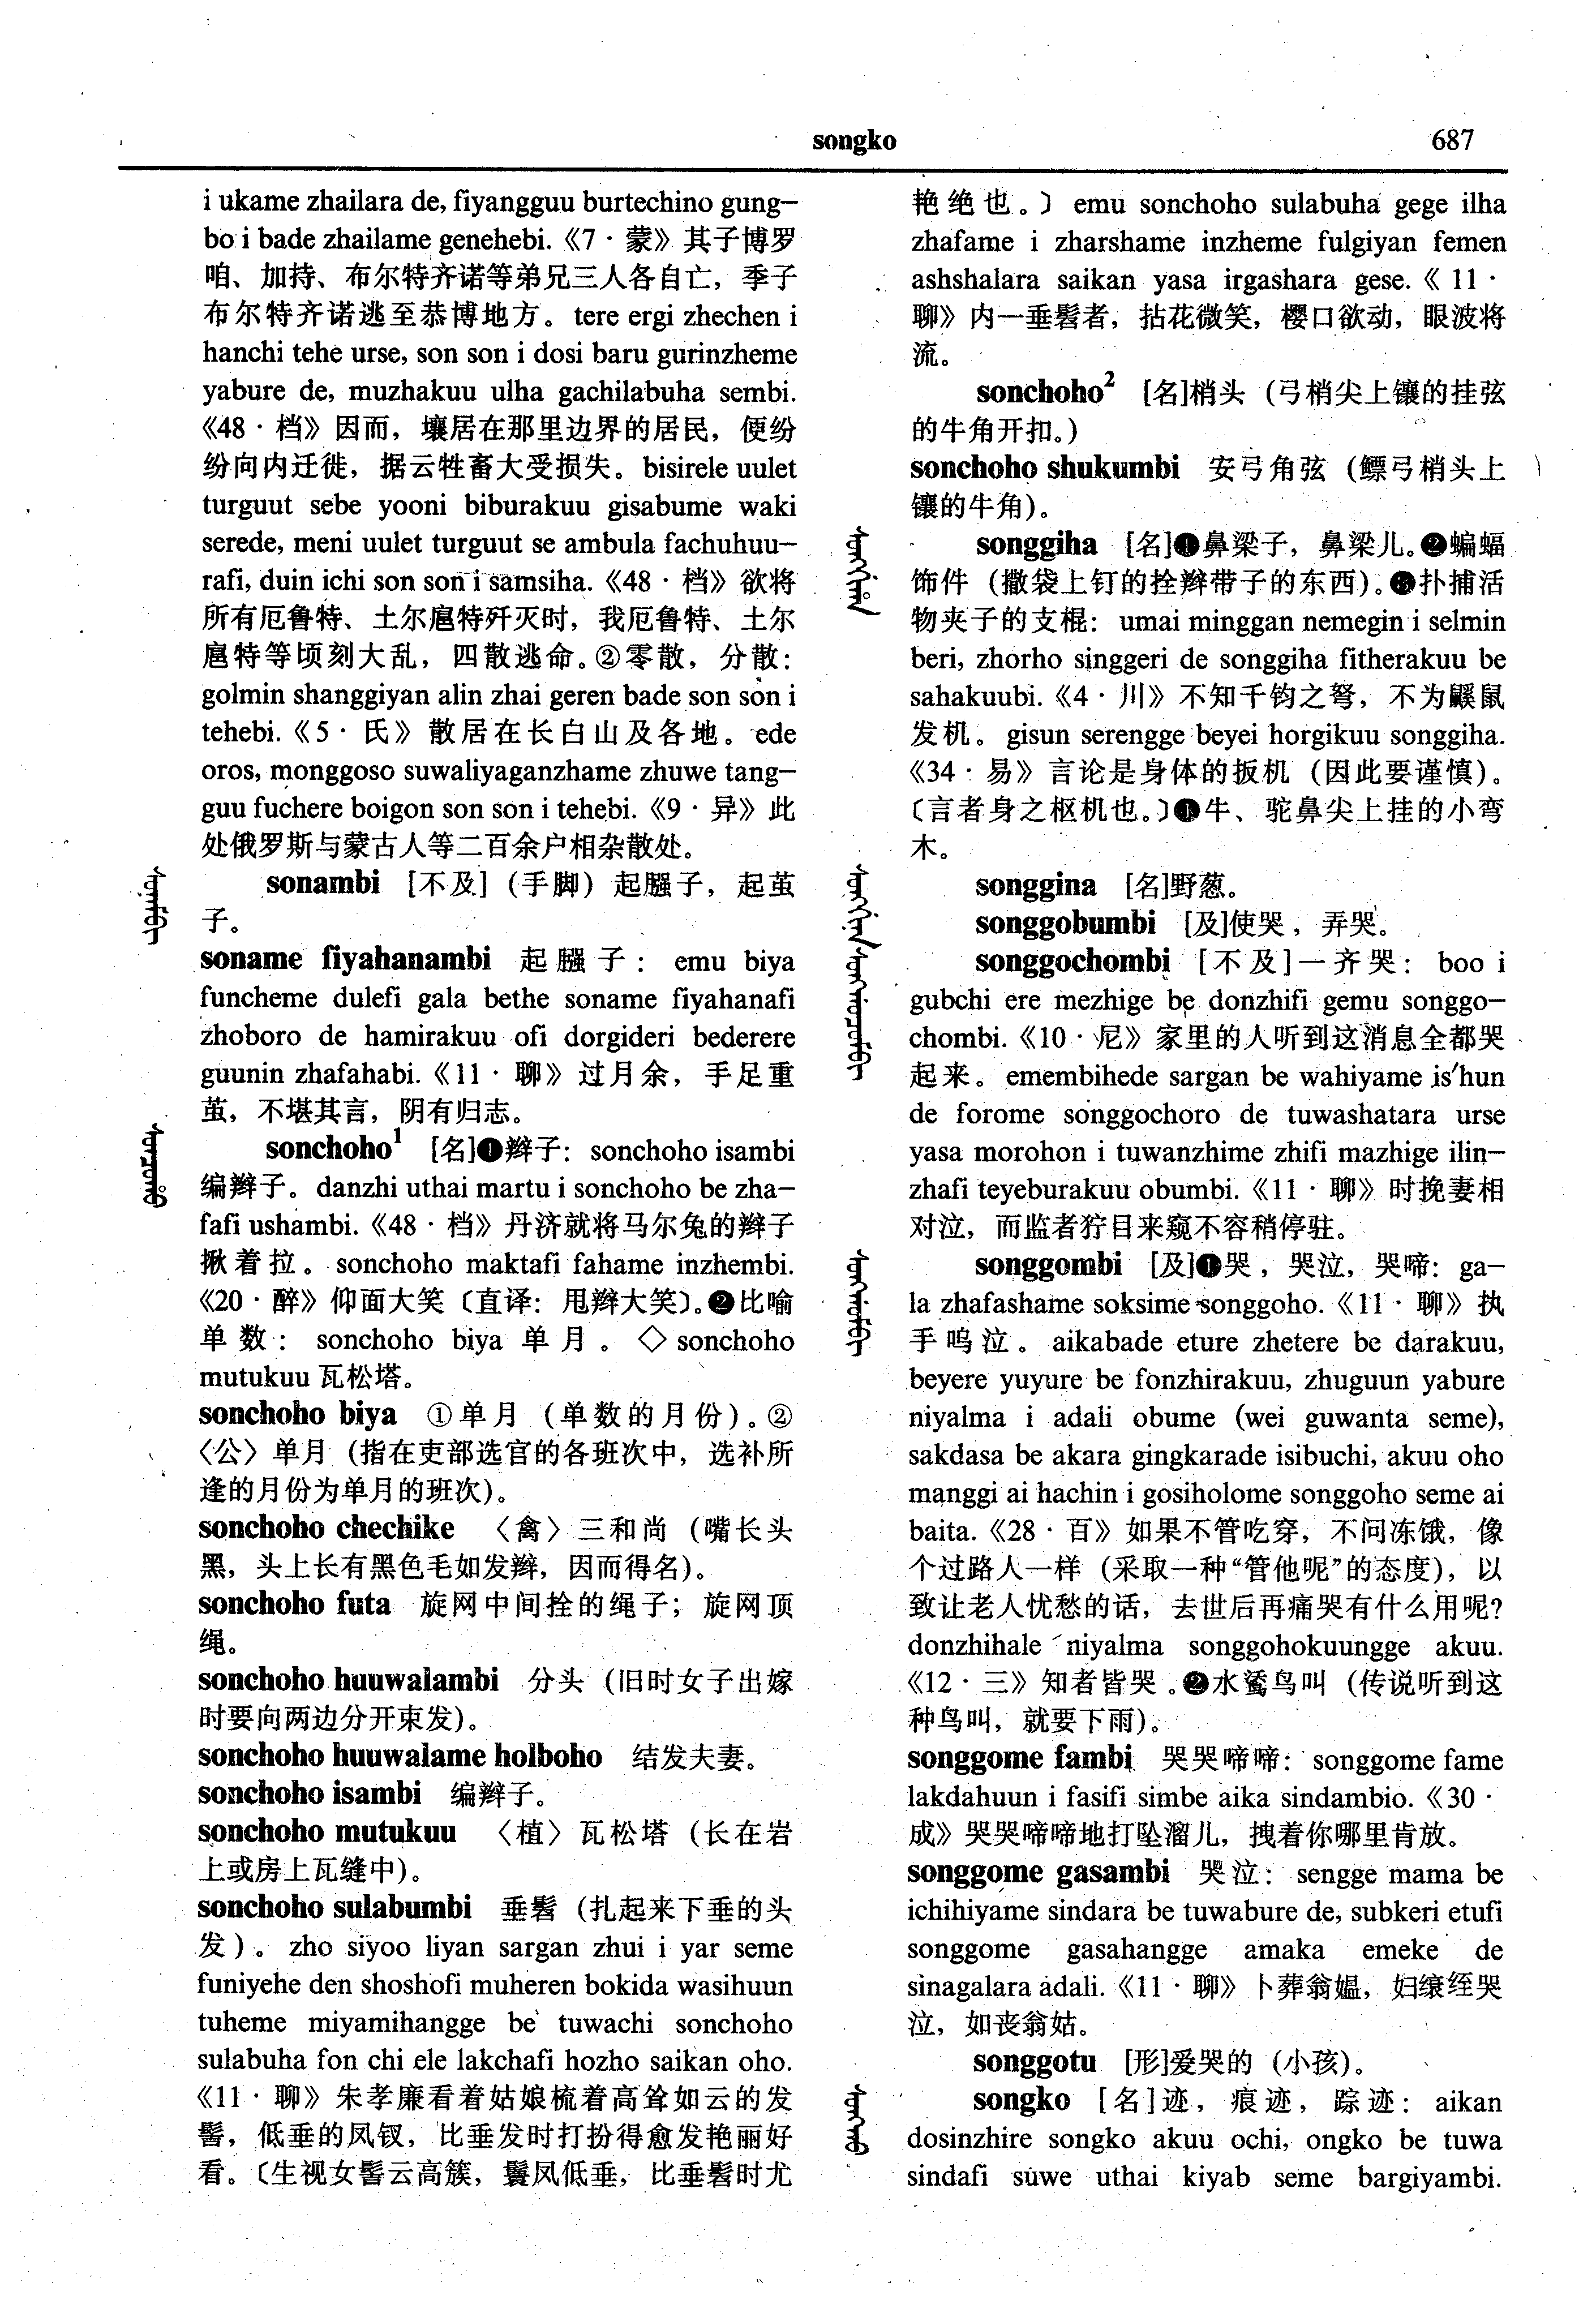 songko
687
i ukame zhailara de, fiyangguu burtechino gung-
bo i bade zhailame genehebi.《7·蒙》其子博罗
咱、加持、布尔特齐诺等弟兄三人各自亡，季子
布尔特齐诺逃至恭博地方。tere ergi zhechen i
hanchi tehe urse, son son i dosi baru gurinzheme
yabure de, muzhakuu ulha gachilabuha sembi.
《48·档》因而，壤居在那里边界的居民，便纷
纷向内迁徙，据云牲畜大受损失。bisirele uulet
turguut sebe yooni biburakuu gisabume waki
serede, meni uulet turguut se ambula fachuhuu-
rafi, duin ichi son son i samsiha.《48·档》欲将
所有厄鲁特、土尔扈特歼灭时，我厄鲁特、土尔
扈特等顷刻大乱，四散逃命。②零散，分散：
golmin shanggiyan alin zhai geren bade son son i
tehebi.《5·氏》散居在长白山及各地。ede
oros, monggoso suwaliyaganzhame zhuwe tang-
guu fuchere boigon son son i tehebi.《9·异》此
处俄罗斯与蒙古人等二百余户相杂散处。
sonambi [不及]（手脚）起膙子，起茧
子。
soname fiyahanambi 起膙子：emu biya
funcheme dulefi gala bethe soname fiyahanafi
zhoboro de hamirakuu ofi dorgideri bederere
guunin zhafahabi.《11·聊》过月余，手足重
茧，不堪其言，阴有归志。
sonchoho¹ [名]❶辫子：sonchoho isambi
编辫子。danzhi uthai martu i sonchoho be zha-
fafi ushambi.《48·档》丹济就将马尔兔的辫子
揪着拉。sonchoho maktafi fahame inzhembi.
《20·醉》仰面大笑〔直译：甩辫大笑〕。❷比喻
单数：sonchoho biya 单月。◇sonchoho
mutukuu 瓦松塔。
sonchoho biya ①单月（单数的月份）。②
〈公〉单月（指在吏部选官的各班次中，选补所
逢的月份为单月的班次）。
sonchoho chechike 〈禽〉三和尚（嘴长头
黑，头上长有黑色毛如发辫，因而得名）。
sonchoho futa 旋网中间拴的绳子；旋网顶
绳。
sonchoho huuwalambi 分头（旧时女子出嫁
时要向两边分开束发）。
sonchoho huuwalame holboho 结发夫妻。
sonchoho isambi 编辫子。
sonchoho mutukuu 〈植〉瓦松塔（长在岩
上或房上瓦缝中）。
sonchoho sulabumbi 垂髫（扎起来下垂的头
发）。zho siyoo liyan sargan zhui i yar seme
funiyehe den shoshofi muheren bokida wasihuun
tuheme miyamihangge be tuwachi sonchoho
sulabuha fon chi ele lakchafi hozho saikan oho.
《11·聊》朱孝廉看着姑娘梳着高耸如云的发
髻，低垂的凤钗，比垂发时打扮得愈发艳丽好
看。〔生视女髻云高簇，鬟凤低垂，比垂髫时尤
艳绝也。〕emu sonchoho sulabuha gege ilha
zhafame i zharshame inzheme fulgiyan femen
ashshalara saikan yasa irgashara gese.《11·
聊》内一垂髫者，拈花微笑，樱口欲动，眼波将
流。
sonchoho² [名]梢头（弓梢尖上镶的挂弦
的牛角开扣。）
sonchoho shukumbi 安弓角弦（鳔弓梢头上
镶的牛角）。
songgiha [名]❶鼻梁子，鼻梁儿。❷蝙蝠
饰件（撒袋上钉的拴辫带子的东西）。❸扑捕活
物夹子的支棍：umai minggan nemegin i selmin
beri, zhorho singgeri de songgiha fitherakuu be
sahakuubi.《4·川》不知千钧之弩，不为鼷鼠
发机。gisun serengge beyei horgikuu songgiha.
《34·易》言论是身体的扳机（因此要谨慎）。
〔言者身之枢机也。〕❹牛、驼鼻尖上挂的小弯
木。
songgina [名]野葱。
songgobumbi [及]使哭，弄哭。
songgochombi [不及]一齐哭：boo i
gubchi ere mezhige be donzhifi gemu songgo-
chombi.《10·尼》家里的人听到这消息全都哭
起来。emembihede sargan be wahiyame is'hun
de forome songgochoro de tuwashatara urse
yasa morohon i tuwanzhime zhifi mazhige ilin-
zhafi teyeburakuu obumbi.《11·聊》时挽妻相
对泣，而监者狞目来窥不容稍停驻。
songgombi [及]❶哭，哭泣，哭啼：ga-
la zhafashame soksime songgoho.《11·聊》执
手呜泣。aikabade eture zhetere be darakuu,
beyere yuyure be fonzhirakuu, zhuguun yabure
niyalma i adali obume (wei guwanta seme),
sakdasa be akara gingkarade isibuchi, akuu oho
manggi ai hachin i gosiholome songgoho seme ai
baita.《28·百》如果不管吃穿，不问冻饿，像
个过路人一样（采取一种“管他呢”的态度），以
致让老人忧愁的话，去世后再痛哭有什么用呢?
donzhihale niyalma songgohokuungge akuu.
《12·三》知者皆哭。❷水鸳鸟叫（传说听到这
种鸟叫，就要下雨）。
songgome fambi 哭哭啼啼：songgome fame
lakdahuun i fasifi simbe aika sindambio.《30·
成》哭哭啼啼地打坠溜儿，拽着你哪里肯放。
songgome gasambi 哭泣：sengge mama be
ichihiyame sindara be tuwabure de, subkeri etufi
songgome gasahangge amaka emeke de
sinagalara adali.《11·聊》卜葬翁媪，妇缞绖哭
泣，如丧翁姑。
songgotu [形]爱哭的（小孩）。
songko [名]迹，痕迹，踪迹：aikan
dosinzhire songko akuu ochi, ongko be tuwa
sindafi suwe uthai kiyab seme bargiyambi.